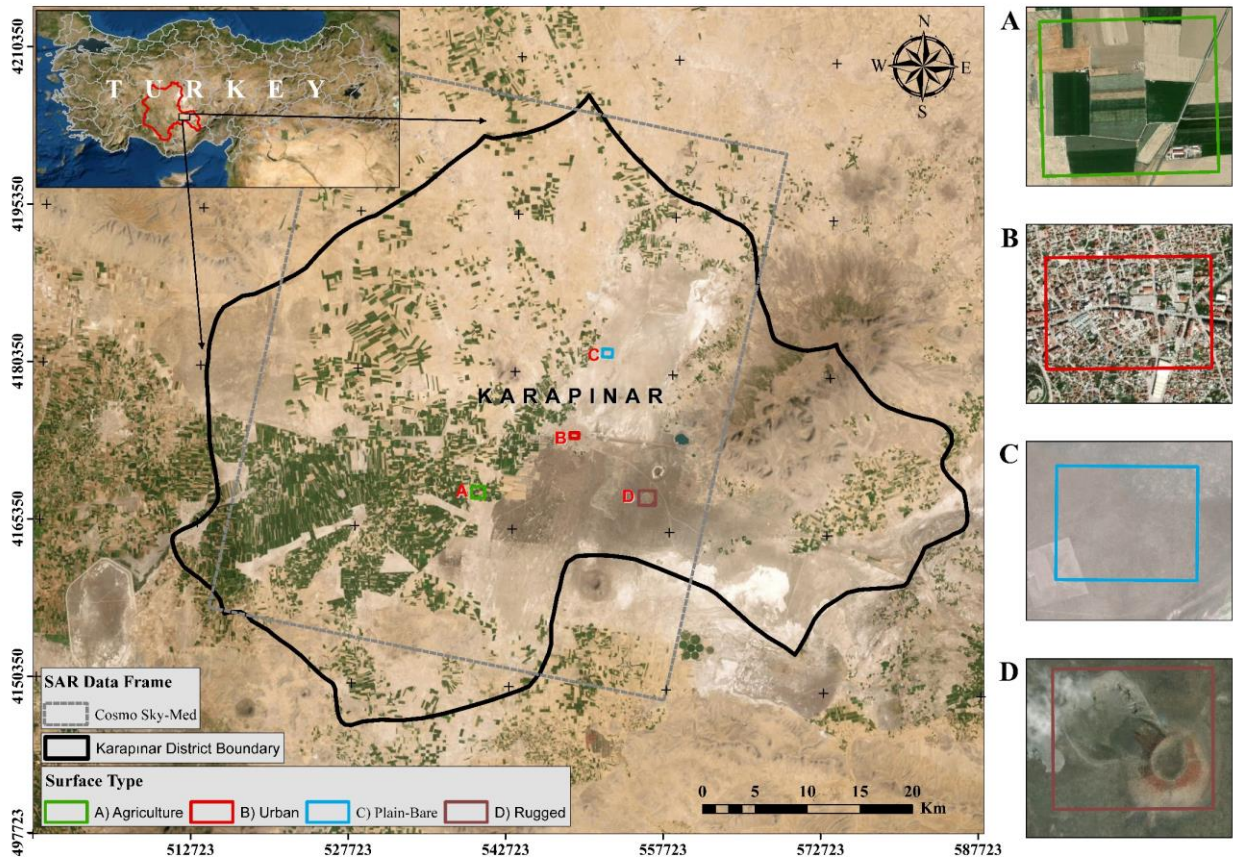 T U R K E Y
N
W E
S
4210350
4195350
4180350
4165350
4150350
497723
C
K A R A P I N A R
B
A
D
SAR Data Frame
Cosmo Sky-Med
Karapınar District Boundary
Surface Type
A) Agriculture B) Urban C) Plain-Bare D) Rugged
0 5 10 15 20
Km
512723 527723 542723 557723 572723 587723
A
B
C
D